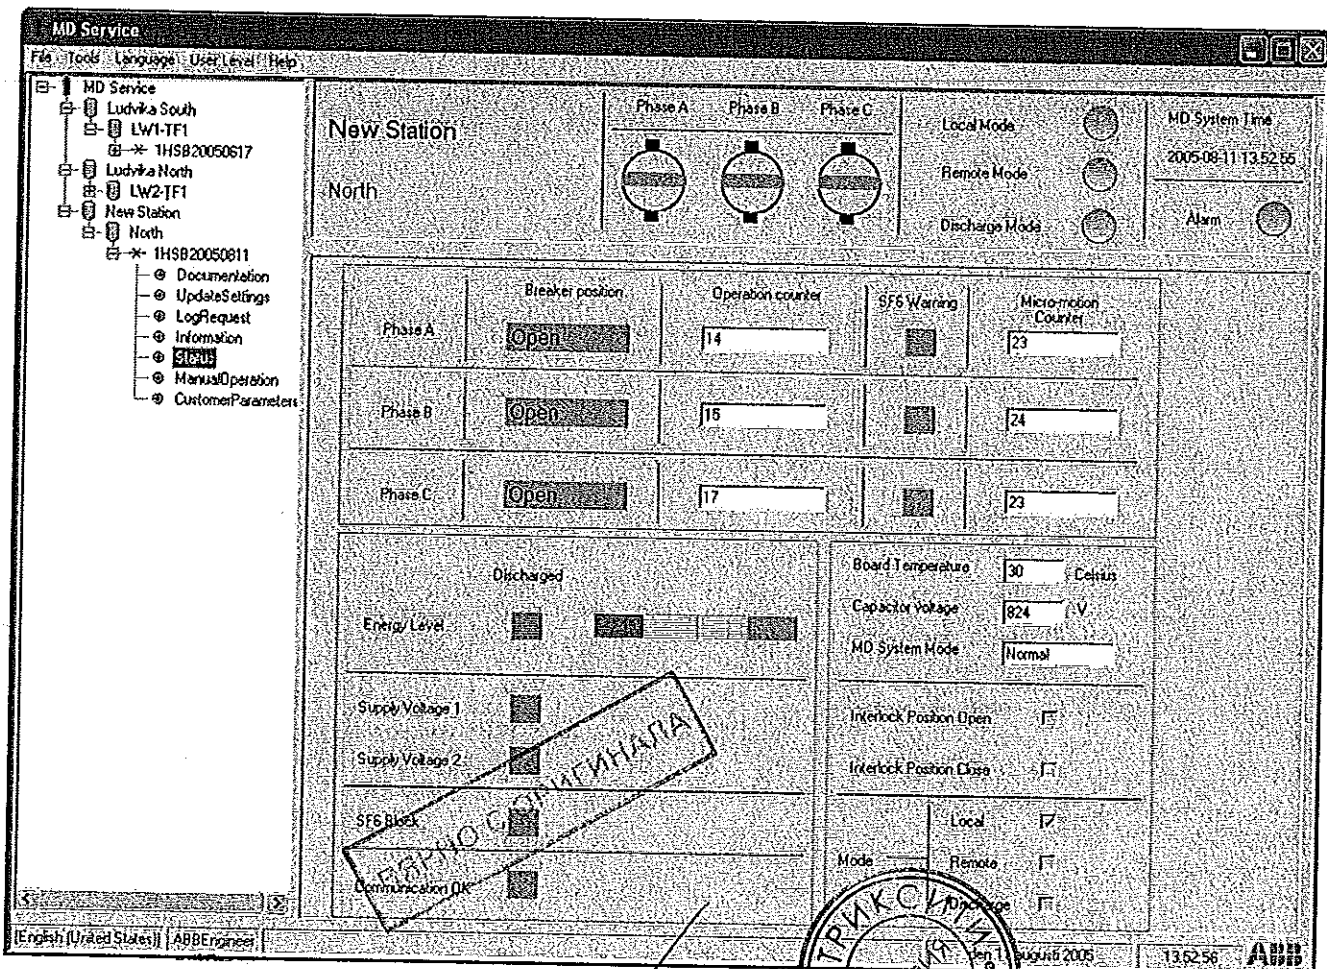 MD Service
File Tools Language User Level Help
MD Service
Ludvika South
LW1-TF1
1HSB20050617
Ludvika North
LW2-TF1
New Station
North
1HSB20050811
Documentation
UpdateSettings
LogRequest
Information
Status
ManualOperation
CustomerParameters
New Station
North
Phase A Phase B Phase C
Local Mode
Remote Mode
Discharge Mode
MD System Time
2005-08-11 13:52:55
Alarm
Breaker position Operation counter SF6 Warning Micro-motion Counter
Phase A Open 14 23
Phase B Open 15 24
Phase C Open 17 23
Discharged
Energy Level
Supply Voltage 1
Supply Voltage 2
SF6 Block
Communication OK
Board Temperature 30 Celsius
Capacitor Voltage 824 V
MD System Mode Normal
Interlock Position Open
Interlock Position Close
Mode
Local
Remote
Discharge
ВЯРНО С ОРИГИНАЛА
[English (United States)] ABBEngineer
den 11 augusti 2005 13:52:56 ABB